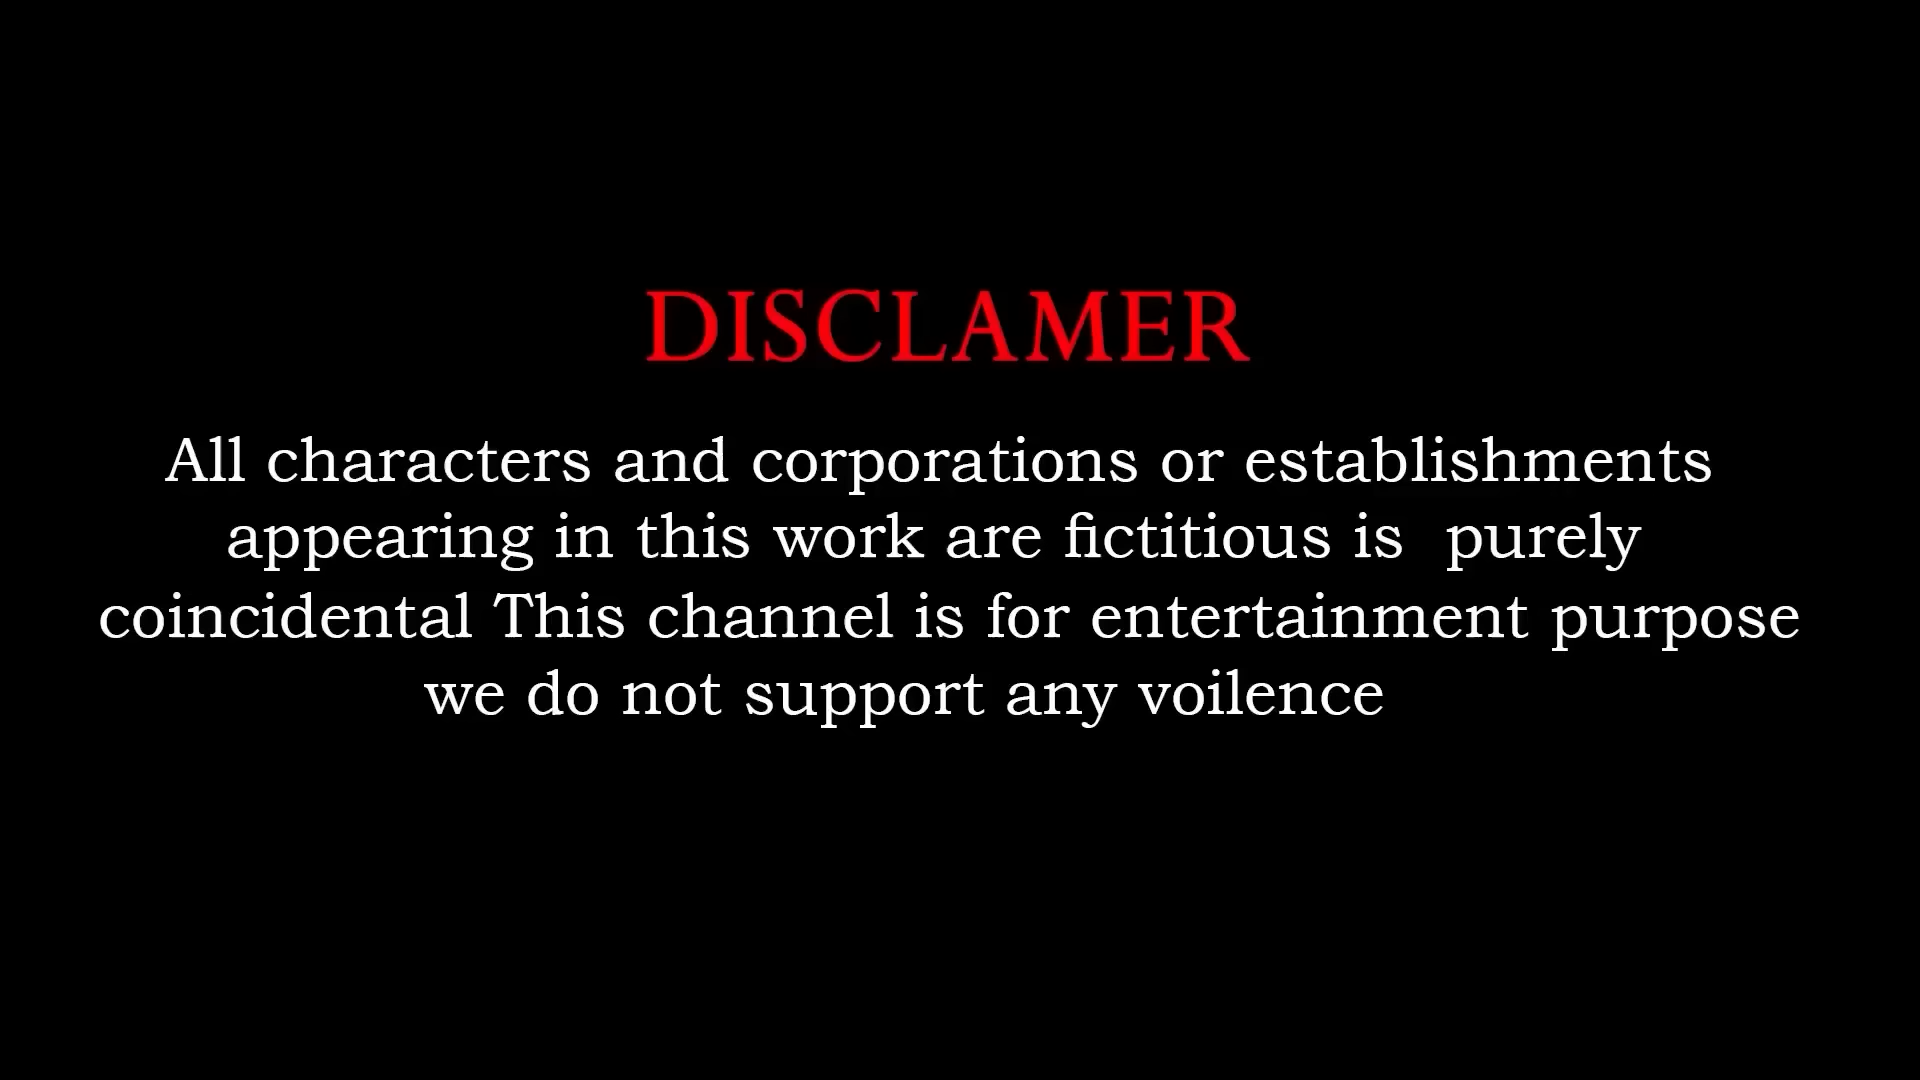 DISCLAMER
All characters and corporations or establishments
appearing in this work are fictitious is  purely
coincidental This channel is for entertainment purpose
we do not support any voilence